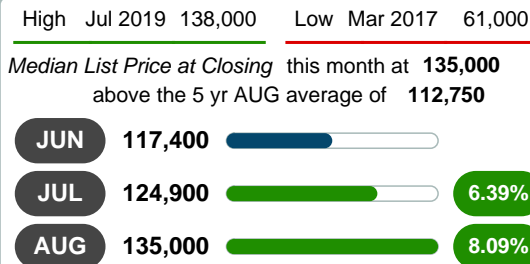 High Jul 2019 138,000 Low Mar 2017 61,000
Median List Price at Closing this month at 135,000
above the 5 yr AUG average of 112,750
JUN 117,400
JUL 124,900 6.39%
AUG 135,000 8.09%